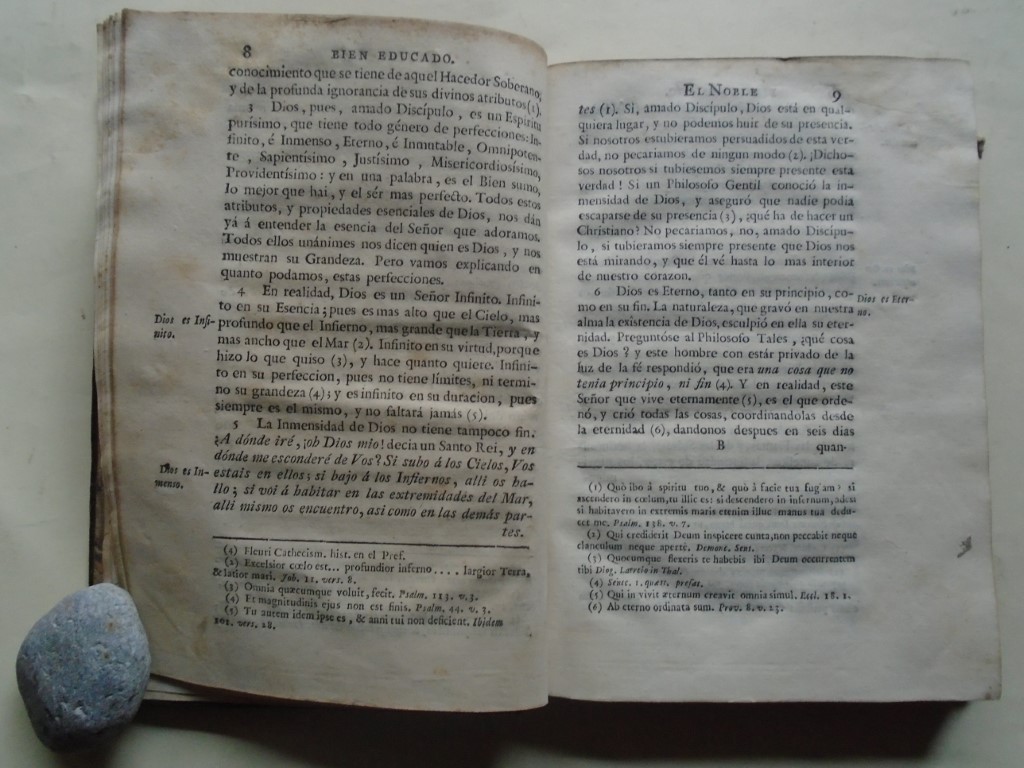 8 BIEN EDUCADO.
conocimiento que se tiene de aquel Hacedor Soberano,
y de la profunda ignorancia de sus divinos atributos (1).
3 Dios, pues, amado Discípulo, es un Espíritu
purísimo, que tiene todo género de perfecciones: In-
finito, é Inmenso, Eterno, é Inmutable, Omnipoten-
te, Sapientísimo, Justísimo, Misericordiosísimo,
Providentísimo: y en una palabra, es el Bien sumo,
lo mejor que hai, y el sér mas perfecto. Todos estos
atributos, y propiedades esenciales de Dios, nos dán
yá á entender la esencia del Señor que adoramos.
Todos ellos unánimes nos dicen quien es Dios, y nos
muestran su Grandeza. Pero vamos explicando en
quanto podamos, estas perfecciones.
4 En realidad, Dios es un Señor Infinito. Infini-
to en su Esencia; pues es mas alto que el Cielo, mas
Dios es Infi-
nito.
profundo que el Infierno, mas grande que la Tierra, y
mas ancho que el Mar (2). Infinito en su virtud, porque
hizo lo que quiso (3), y hace quanto quiere. Infini-
to en su perfeccion, pues no tiene límites, ni termi-
no su grandeza (4); y es infinito en su duracion, pues
siempre es el mismo, y no faltará jamás (5).
5 La Inmensidad de Dios no tiene tampoco fin.
¿A dónde iré, ¡oh Dios mio! decia un Santo Rei, y en
dónde me esconderé de Vos? Si subo á los Cielos, Vos
Dios es In-
menso.
estais en ellos; si bajo á los Infiernos, alli os ha-
llo; si voi á habitar en las extremidades del Mar,
alli mismo os encuentro, asi como en las demás par-
tes.
(1) Fleuri Cathecism. hist. en el Pref.
(2) Excelsior cœlo est... profundior inferno.... largior Terra,
& latior mari. Job. 11. vers. 8.
(3) Omnia quæcumque voluit, fecit. Psalm. 113. v. 3.
(4) Et magnitudinis ejus non est finis. Psalm. 44. v. 3.
(5) Tu autem idem ipse es, & anni tui non deficient. Ibidem
101. vers. 28.
EL NOBLE 9
tes (1). Si, amado Discípulo, Dios está en qual-
quiera lugar, y no podemos huir de su presencia.
Si nosotros estubieramos persuadidos de esta ver-
dad, no pecariamos de ningun modo (2). ¡Dicho-
sos nosotros si tubiesemos siempre presente esta
verdad! Si un Philosofo Gentil conoció la in-
mensidad de Dios, y aseguró que nadie podia
escaparse de su presencia (3), ¿qué ha de hacer un
Christiano? No pecariamos, no, amado Discípu-
lo, si tubieramos siempre presente que Dios nos
está mirando, y que él vé hasta lo mas interior
de nuestro corazon.
6 Dios es Eterno, tanto en su principio, co-
mo en su fin. La naturaleza, que gravó en nuestra
Dios es Eter-
no.
alma la existencia de Dios, esculpió en ella su eter-
nidad. Preguntóse al Philosofo Tales, ¿qué cosa
es Dios? y este hombre con estár privado de la
luz de la fé respondió, que era una cosa que no
tenia principio, ni fin (4). Y en realidad, este
Señor que vive eternamente (5), es el que orde-
nó, y crió todas las cosas, coordinandolas desde
la eternidad (6), dandonos despues en seis dias
B quan-
(1) Quò ibo à spiritu tuo, & quò à facie tua fugiam? si
ascendero in cœlum, tu illic es: si descendero in infernum, ades:
si habitavero in extremis maris etenim illuc manus tua dedu-
cet me. Psalm. 138. v. 7.
(2) Qui crediderit Deum inspicere cunta, non peccabit neque
clanculum neque apertè. Demone. Sent.
(3) Quocumque flexeris te habebis ibi Deum occurrentem
tibi Diog. Laretio in Thal.
(4) Senec. 1. quæs. prefas.
(5) Qui in vivit æternum creavit omnia simul. Eccl. 18. 1.
(6) Ab eterno ordinata sum. Prov. 8. v. 23.